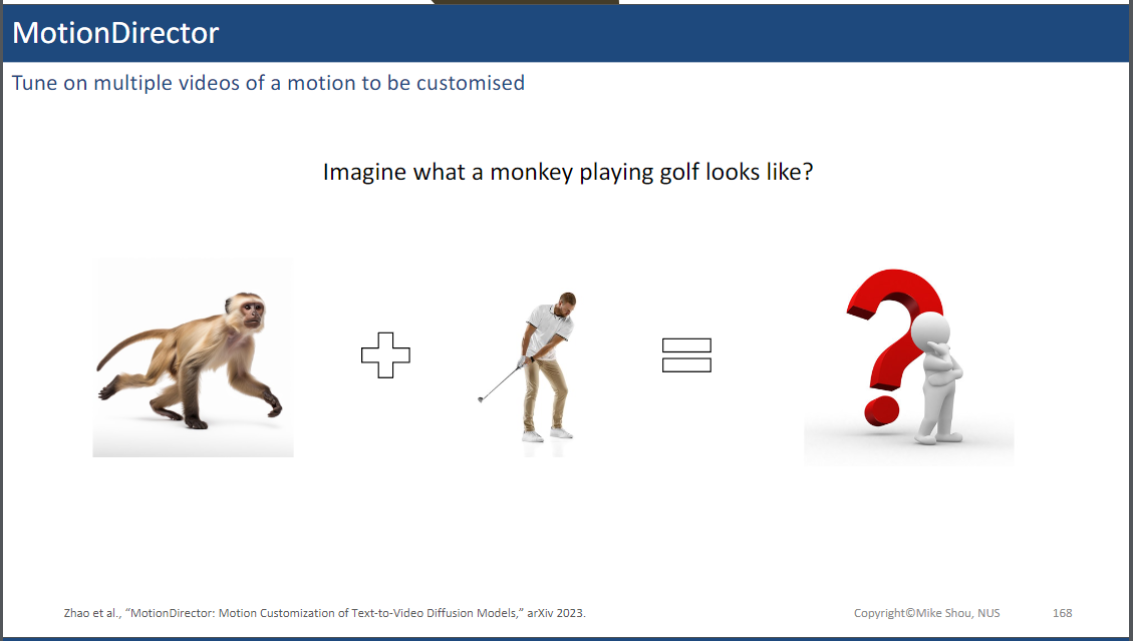 MotionDirector
Tune on multiple videos of a motion to be customised
Imagine what a monkey playing golf looks like?
Zhao et al., “MotionDirector: Motion Customization of Text-to-Video Diffusion Models,” arXiv 2023.
Copyright©Mike Shou, NUS
168